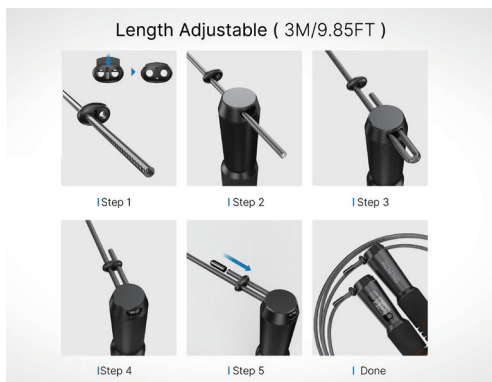 Length Adjustable ( 3M/9.85FT )
Step 1
Step 2
Step 3
Step 4
Step 5
Done